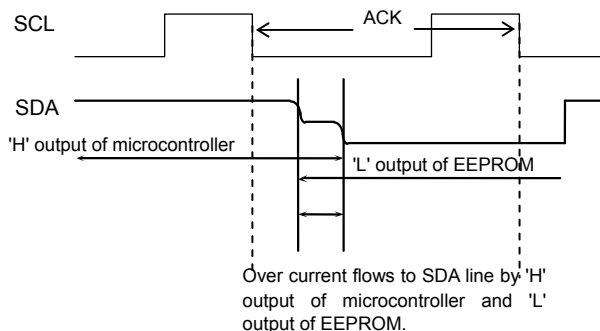 SCL
ACK
SDA
'H' output of microcontroller
'L' output of EEPROM
Over current flows to SDA line by 'H'
output of microcontroller and 'L'
output of EEPROM.